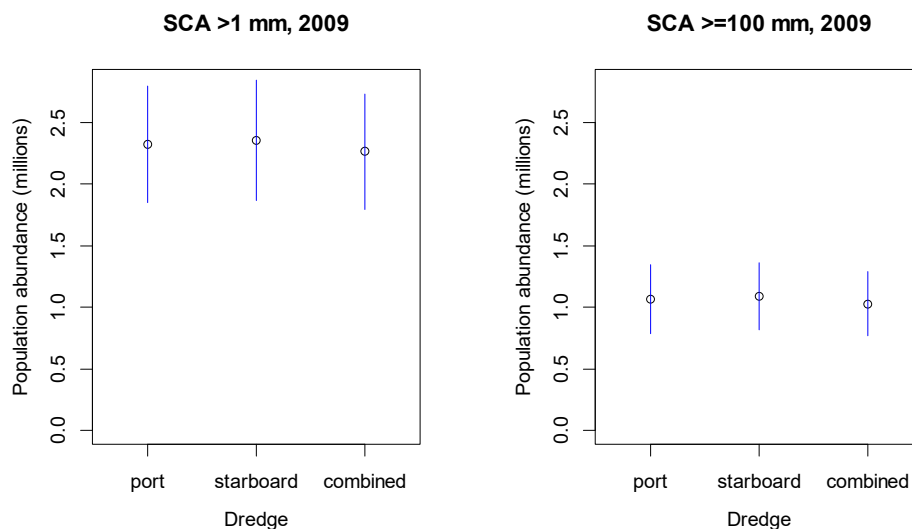 SCA >1 mm, 2009
Population abundance (millions)
2.5
2.0
1.5
1.0
0.5
0.0
port starboard combined
Dredge
SCA >=100 mm, 2009
Population abundance (millions)
2.5
2.0
1.5
1.0
0.5
0.0
port starboard combined
Dredge